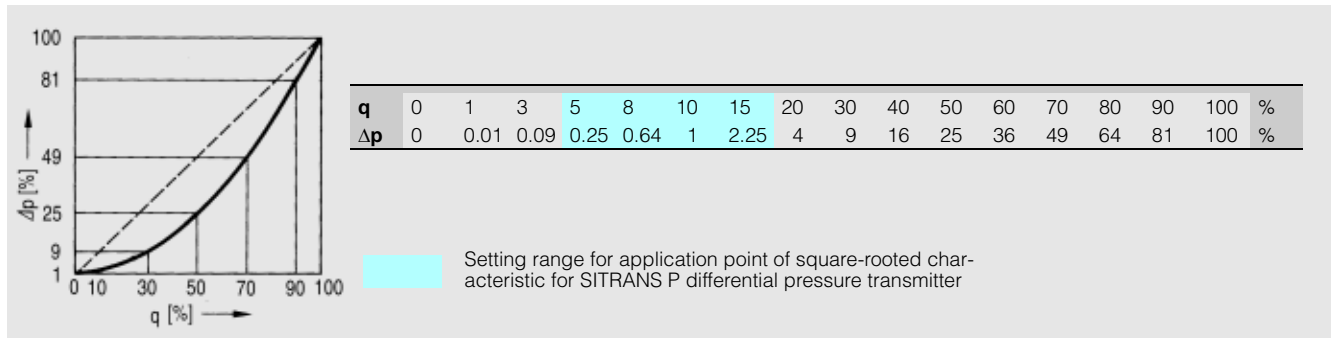 100
81
49
25
9
1
Δp [%]
0 10 30 50 70 90 100
q [%]
q 0 1 3 5 8 10 15 20 30 40 50 60 70 80 90 100 %
Δp 0 0.01 0.09 0.25 0.64 1 2.25 4 9 16 25 36 49 64 81 100 %
Setting range for application point of square-rooted char-
acteristic for SITRANS P differential pressure transmitter